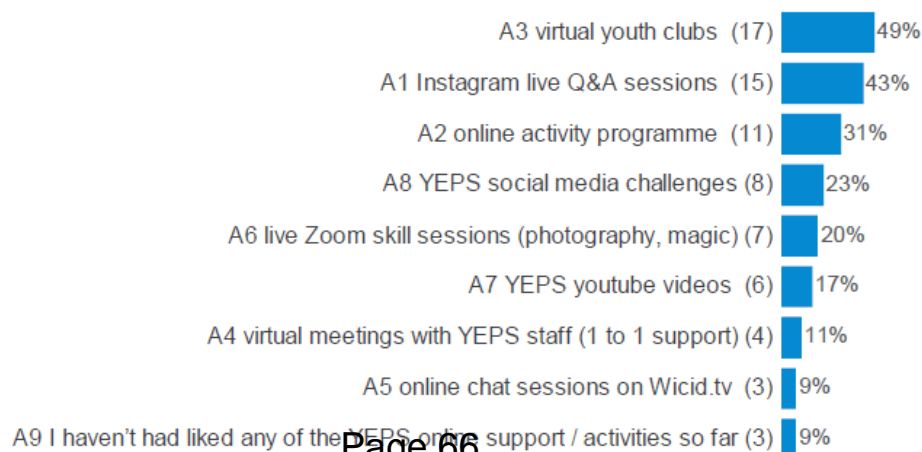 A3 virtual youth clubs (17) 49%
A1 Instagram live Q&A sessions (15) 43%
A2 online activity programme (11) 31%
A8 YEPS social media challenges (8) 23%
A6 live Zoom skill sessions (photography, magic) (7) 20%
A7 YEPS youtube videos (6) 17%
A4 virtual meetings with YEPS staff (1 to 1 support) (4) 11%
A5 online chat sessions on Wicid.tv (3) 9%
A9 I haven't had liked any of the YEPS online support / activities so far (3) 9%
Page 66